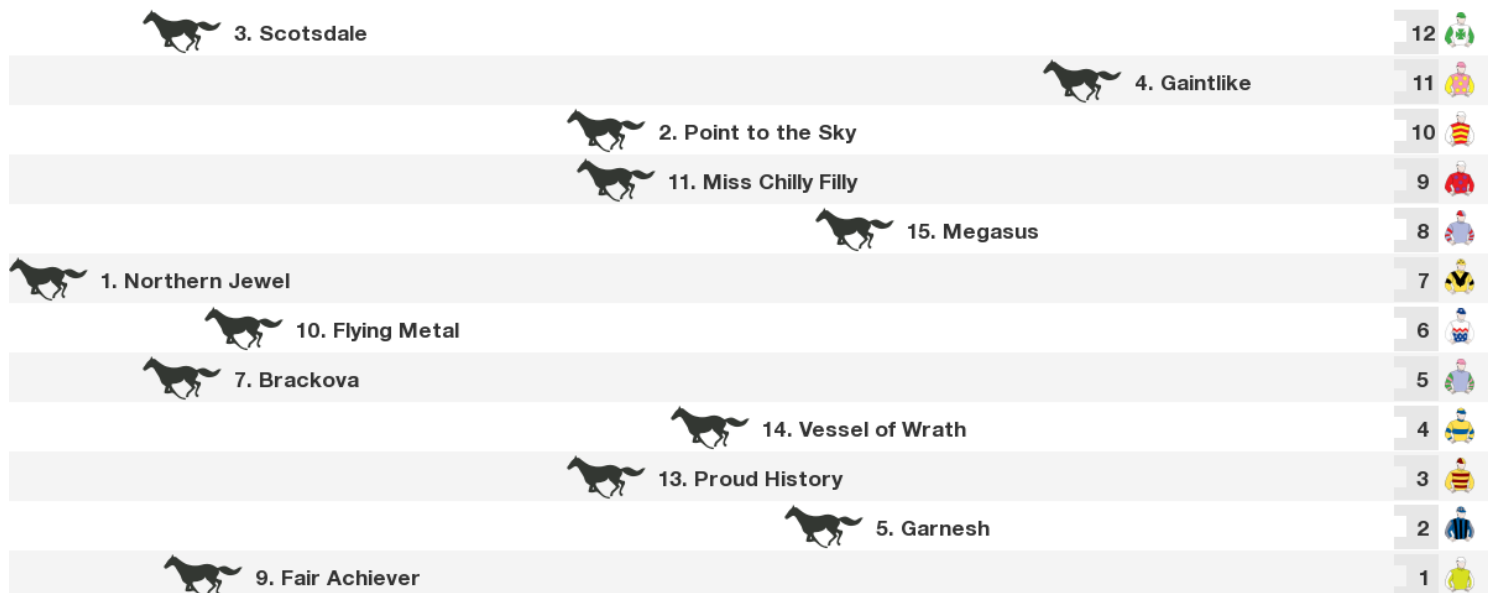 3. Scotsdale 12
4. Gaintlike 11
2. Point to the Sky 10
11. Miss Chilly Filly 9
15. Megasus 8
1. Northern Jewel 7
10. Flying Metal 6
7. Brackova 5
14. Vessel of Wrath 4
13. Proud History 3
5. Garnesh 2
9. Fair Achiever 1